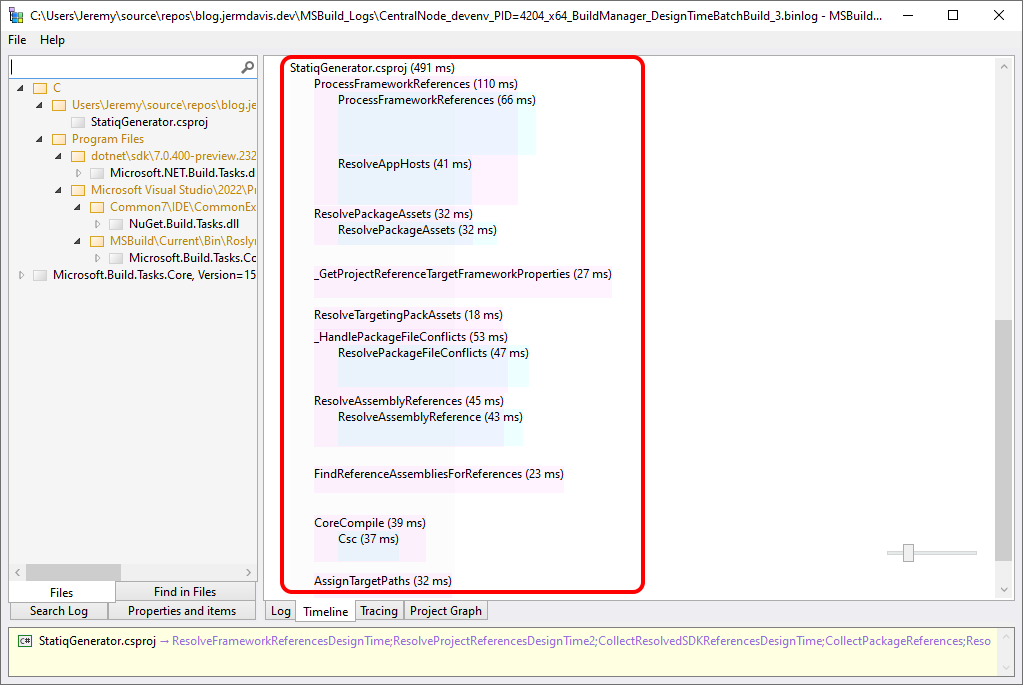 C:\Users\Jeremy\source\repos\blog.jermdavis.dev\MSBuild_Logs\CentralNode_devenv_PID=4204_x64_BuildManager_DesignTimeBatchBuild_3.binlog - MSBuild...
File Help
C
Users\Jeremy\source\repos\blog.je
StatiqGenerator.csproj
Program Files
dotnet\sdk\7.0.400-preview.232
Microsoft.NET.Build.Tasks.d
Microsoft Visual Studio\2022\Pr
Common7\IDE\CommonEx
NuGet.Build.Tasks.dll
MSBuild\Current\Bin\Roslyn
Microsoft.Build.Tasks.Co
Microsoft.Build.Tasks.Core, Version=15
Files
Find in Files
Search Log
Properties and items
StatiqGenerator.csproj (491 ms)
ProcessFrameworkReferences (110 ms)
ProcessFrameworkReferences (66 ms)
ResolveAppHosts (41 ms)
ResolvePackageAssets (32 ms)
ResolvePackageAssets (32 ms)
_GetProjectReferenceTargetFrameworkProperties (27 ms)
ResolveTargetingPackAssets (18 ms)
_HandlePackageFileConflicts (53 ms)
ResolvePackageFileConflicts (47 ms)
ResolveAssemblyReferences (45 ms)
ResolveAssemblyReference (43 ms)
FindReferenceAssembliesForReferences (23 ms)
CoreCompile (39 ms)
Csc (37 ms)
AssignTargetPaths (32 ms)
Log Timeline Tracing Project Graph
C# StatiqGenerator.csproj → ResolveFrameworkReferencesDesignTime;ResolveProjectReferencesDesignTime2;CollectResolvedSDKReferencesDesignTime;CollectPackageReferences;Reso